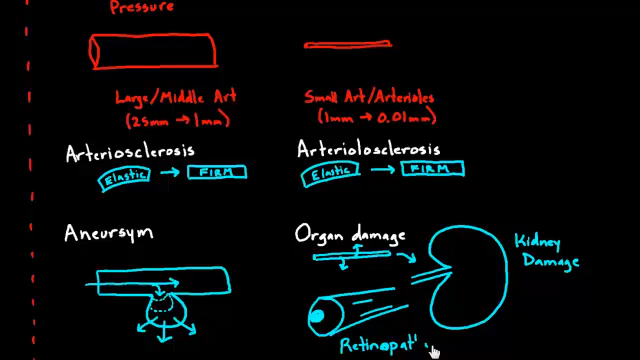 Pressure
Large/Middle Art
(25mm → 1mm)
Small Art/Arterioles
(1mm → 0.01mm)
Arteriosclerosis
Elastic → FIRM
Arteriolosclerosis
Elastic → FIRM
Aneursym
Organ damage
Kidney
Damage
Retinopat